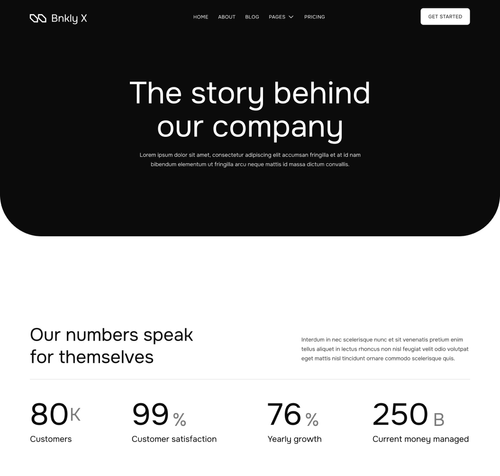 Bnkly X
HOME ABOUT BLOG PAGES PRICING
GET STARTED
The story behind
our company
Lorem ipsum dolor sit amet, consectetur adipiscing elit accumsan fringilla et at id nam
bibendum elementum ut fringilla arcu neque mattis id massa dictum convallis.
Our numbers speak
for themselves
Interdum in nec scelerisque nunc et sit venenatis pretium enim
tellus aliquet in lectus rhoncus non nisl feugiat velit odio volutpat
eget mattis nisl tincidunt ornare commodo scelerisque quis.
80K
Customers
99 %
Customer satisfaction
76 %
Yearly growth
250 B
Current money managed